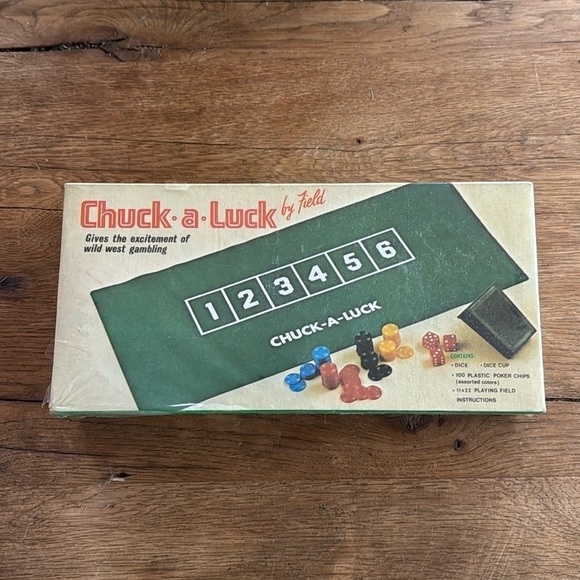 Chuck·a·Luck by Field
Gives the excitement of
wild west gambling
1 2 3 4 5 6
CHUCK-A-LUCK
CONTAINS:
• DICE • DICE CUP
• 100 PLASTIC POKER CHIPS
(assorted colors)
• 11x22 PLAYING FIELD
INSTRUCTIONS